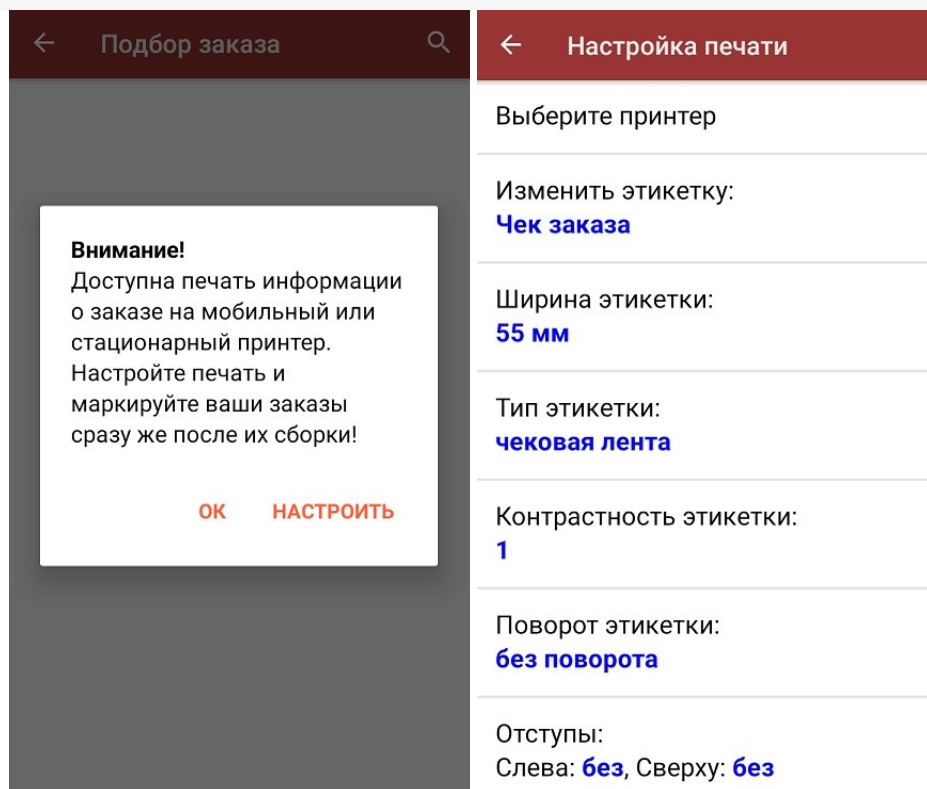 Подбор заказа
Внимание!
Доступна печать информации
о заказе на мобильный или
стационарный принтер.
Настройте печать и
маркируйте ваши заказы
сразу же после их сборки!
ОК НАСТРОИТЬ
Настройка печати
Выберите принтер
Изменить этикетку:
Чек заказа
Ширина этикетки:
55 мм
Тип этикетки:
чековая лента
Контрастность этикетки:
1
Поворот этикетки:
без поворота
Отступы:
Слева: без, Сверху: без